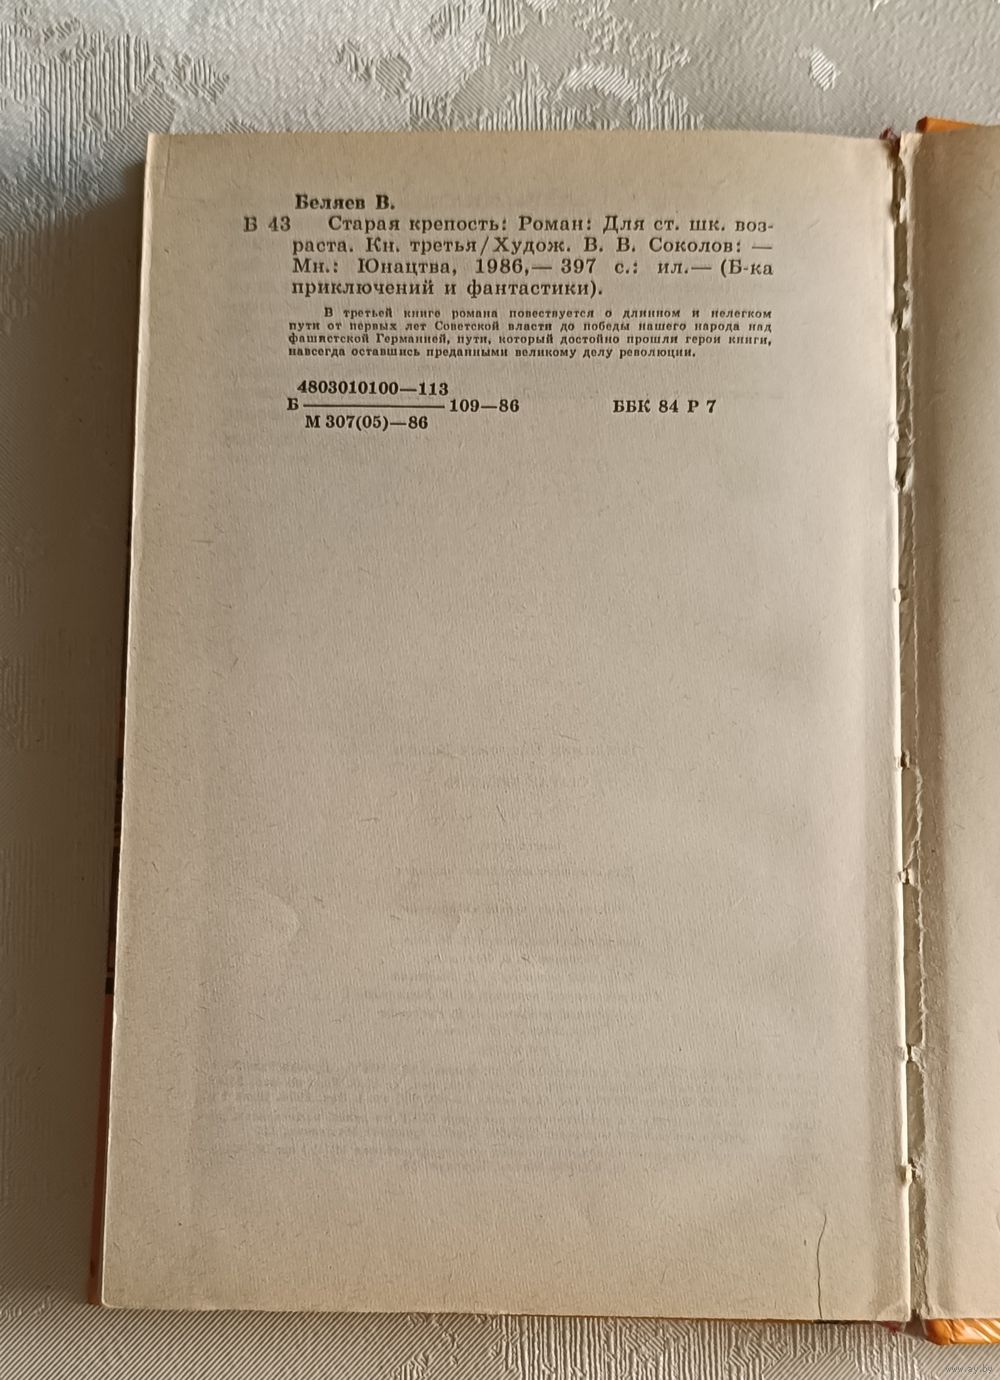 Беляев В.
Б 43 Старая крепость: Роман: Для ст. шк. воз-
раста. Кн. третья/Худож. В. В. Соколов: —
Мн.: Юнацтва, 1986,— 397 с.: ил.— (Б-ка
приключений и фантастики).
В третьей книге романа повествуется о длинном и нелегком
пути от первых лет Советской власти до победы нашего народа над
фашистской Германией, пути, который достойно прошли герои книги,
навсегда оставшись преданными великому делу революции.
4803010100—113
Б 109—86 ББК 84 Р 7
М 307(05)—86
www.ay.by